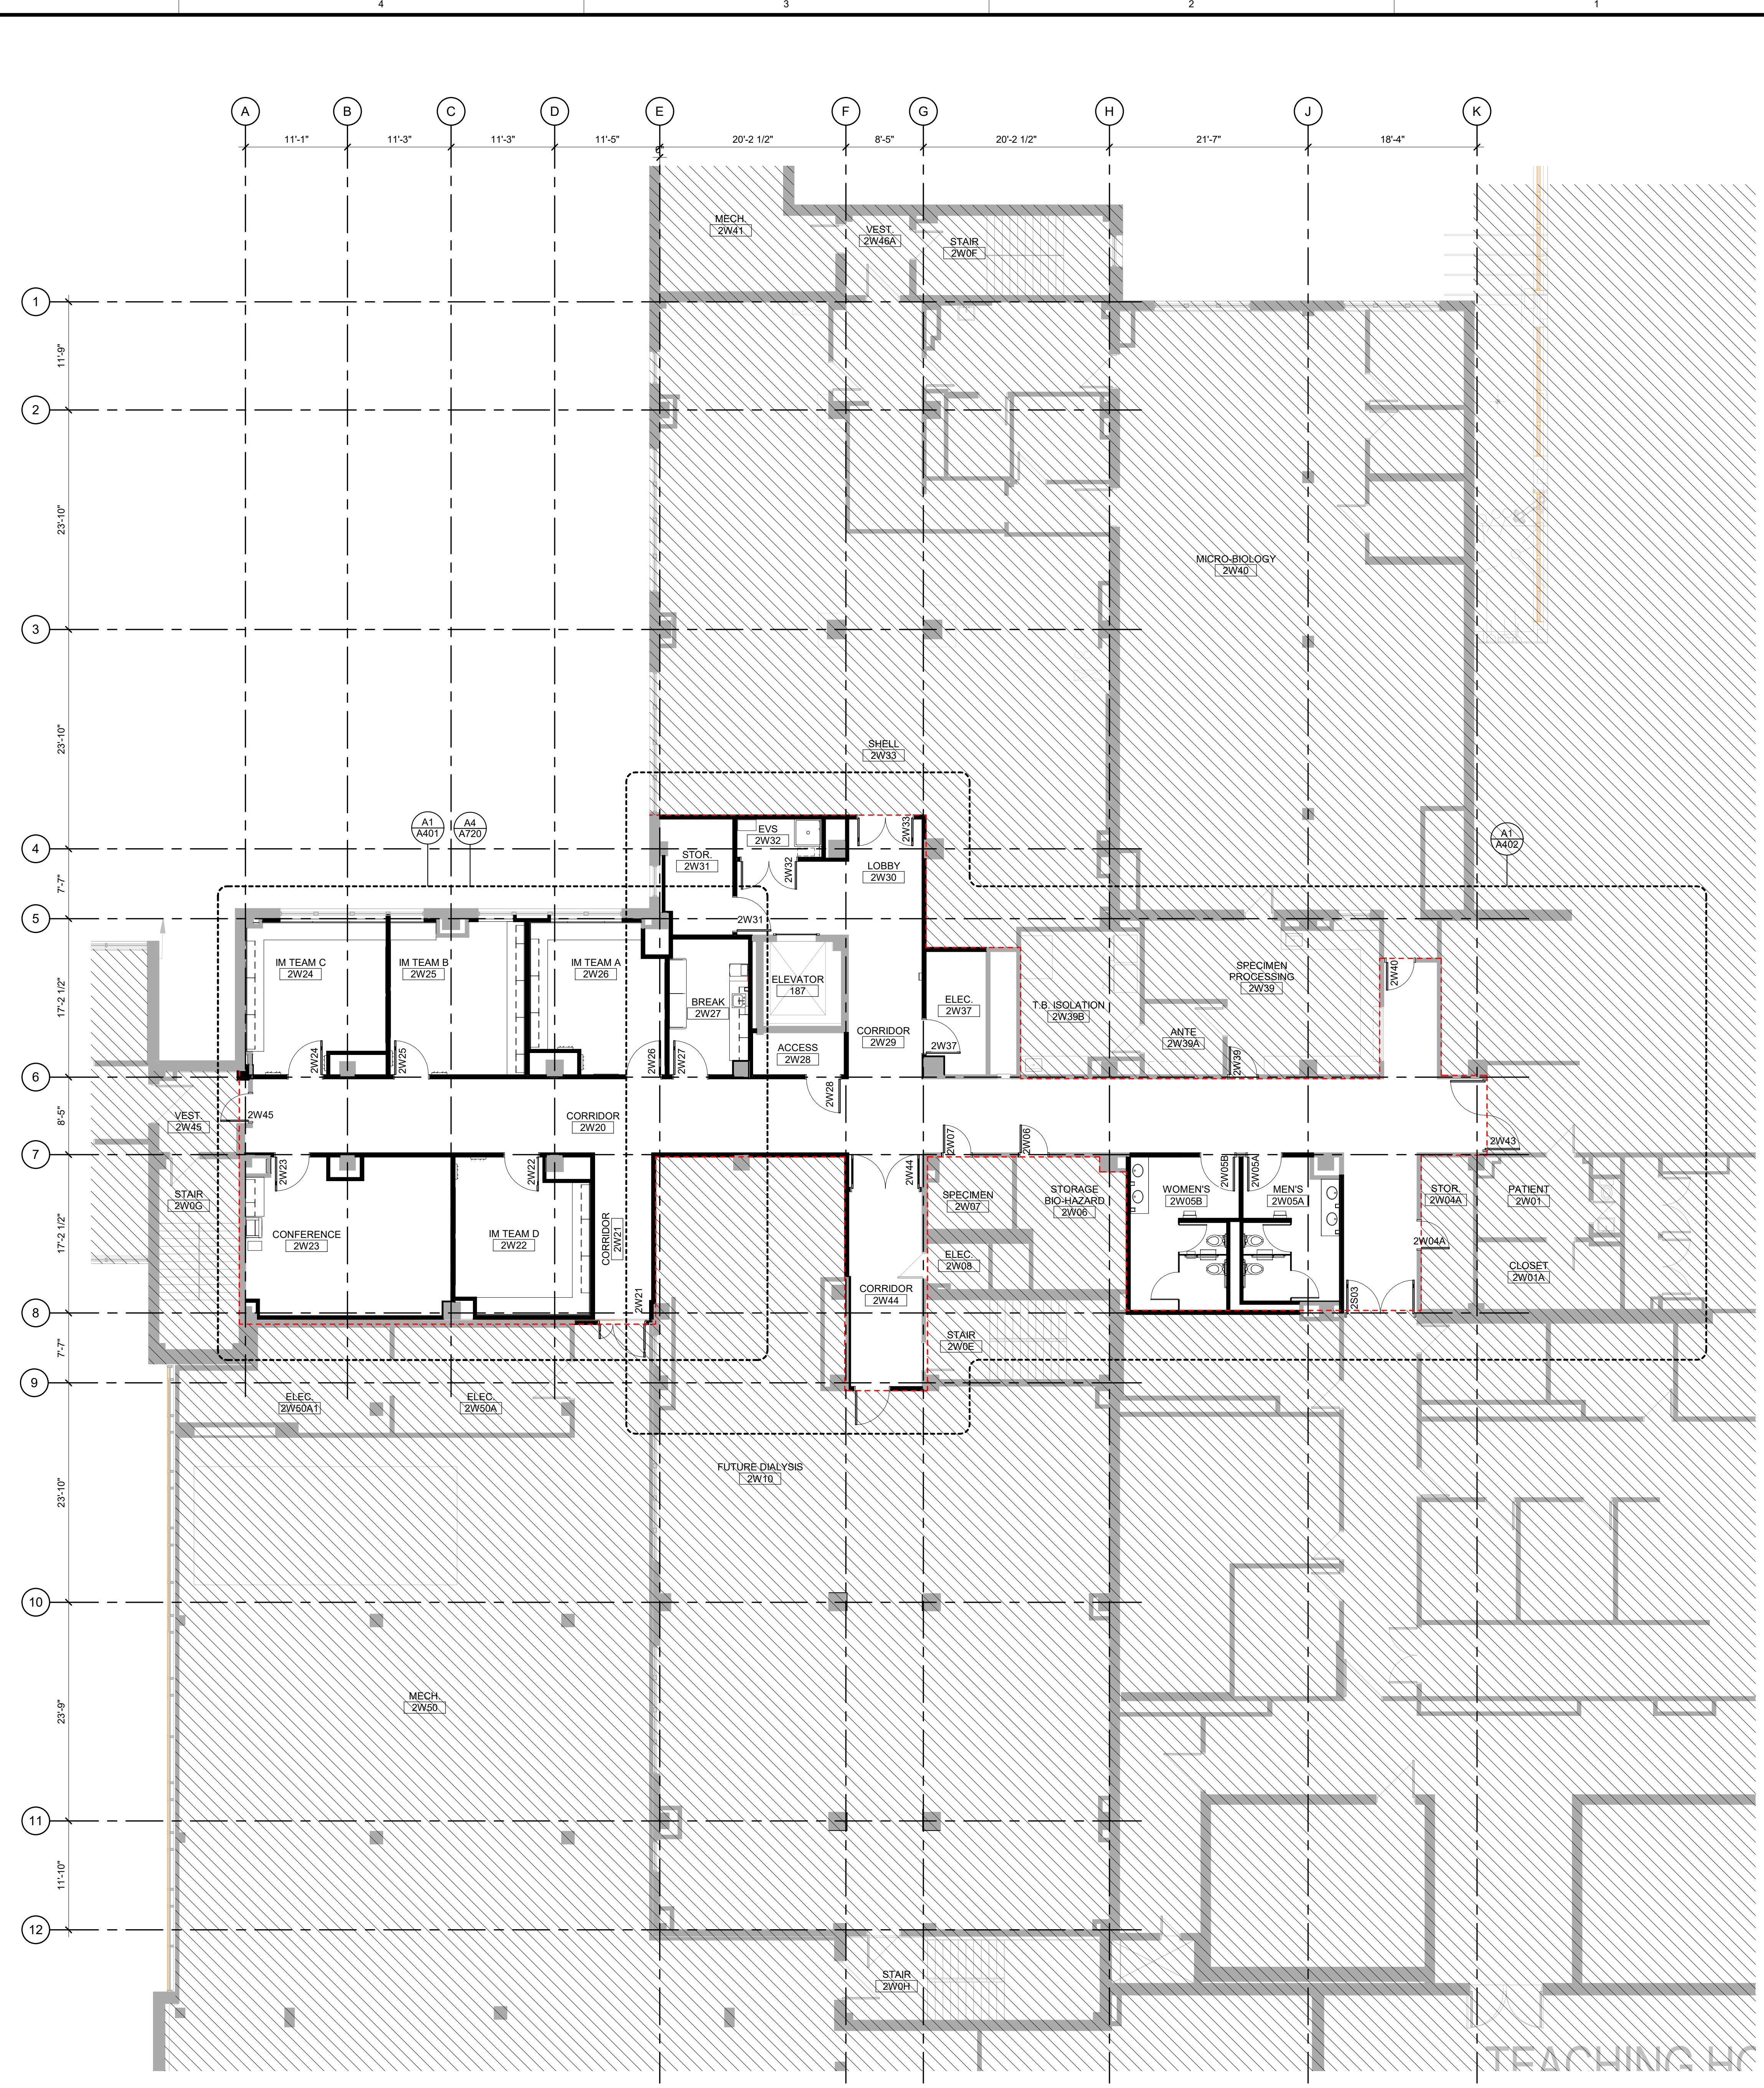 4 3 2 1
A B C D E F G H J K
11'-1" 11'-3" 11'-3" 11'-5" 20'-2 1/2" 8'-5" 20'-2 1/2" 21'-7" 18'-4"
6"
MECH.
2W41
VEST.
2W46A
STAIR
2W0F
1
11'-9"
2
23'-10"
MICRO-BIOLOGY
2W40
3
23'-10"
SHELL
2W33
A1
A401
A4
A720
A1
A402
4
EVS
2W32
2W33
STOR.
2W31
2W32
LOBBY
2W30
7'-7"
5
2W31
IM TEAM C
2W24
IM TEAM B
2W25
IM TEAM A
2W26
BREAK
2W27
ELEVATOR
187
ELEC.
2W37
T.B. ISOLATION
2W39B
SPECIMEN
PROCESSING
2W39
2W40
17'-2 1/2"
CORRIDOR
2W29
ANTE
2W39A
ACCESS
2W28
2W24
2W25
2W26
2W27
2W37
2W39
6
2W28
8'-5"
VEST.
2W45
2W45
CORRIDOR
2W20
2W07
2W06
2W43
7
2W23
2W22
2W44
2W05B
2W05A
STAIR
2W0G
CONFERENCE
2W23
IM TEAM D
2W22
CORRIDOR
2W21
SPECIMEN
2W07
STORAGE
BIO-HAZARD
2W06
WOMEN'S
2W05B
MEN'S
2W05A
STOR.
2W04A
PATIENT
2W01
17'-2 1/2"
2W04A
ELEC.
2W08
CLOSET
2W01A
CORRIDOR
2W44
2W21
2S03
8
STAIR
2W0E
7'-7"
9
ELEC.
2W50A1
ELEC.
2W50A
FUTURE DIALYSIS
2W10
23'-10"
10
MECH.
2W50
23'-9"
11
11'-10"
12
STAIR
2W0H
TEACHING HO